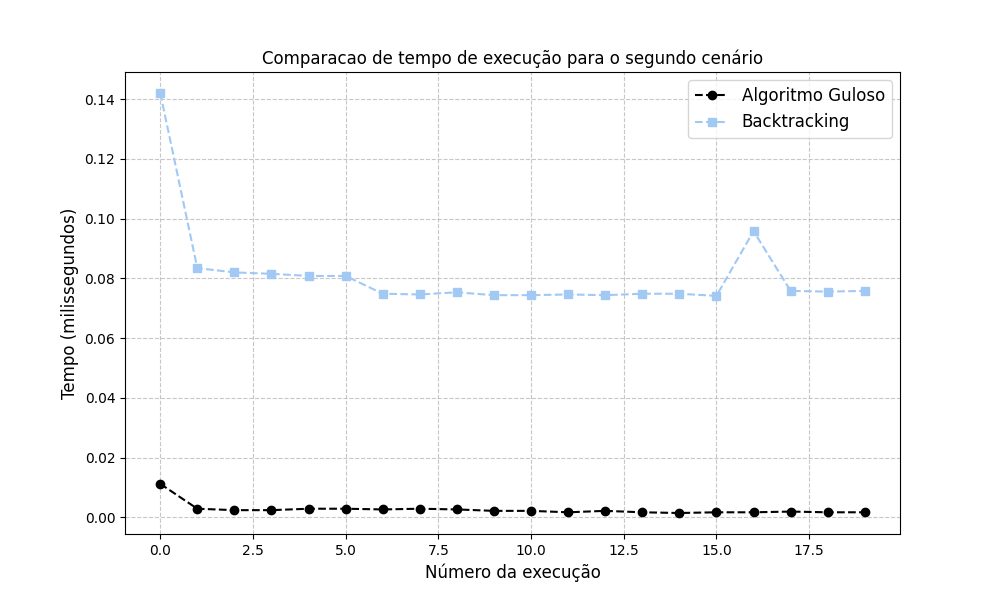 Comparacao de tempo de execução para o segundo cenário
Algoritmo Guloso
Backtracking
Tempo (milissegundos)
0.14
0.12
0.10
0.08
0.06
0.04
0.02
0.00
0.0 2.5 5.0 7.5 10.0 12.5 15.0 17.5
Número da execução